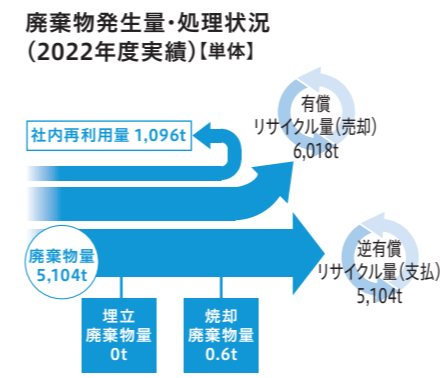 廃棄物発生量・処理状況
（2022年度実績）【単体】
社内再利用量 1,096t
有償
リサイクル量（売却）
6,018t
廃棄物量
5,104t
逆有償
リサイクル量（支払）
5,104t
埋立
廃棄物量
0t
焼却
廃棄物量
0.6t